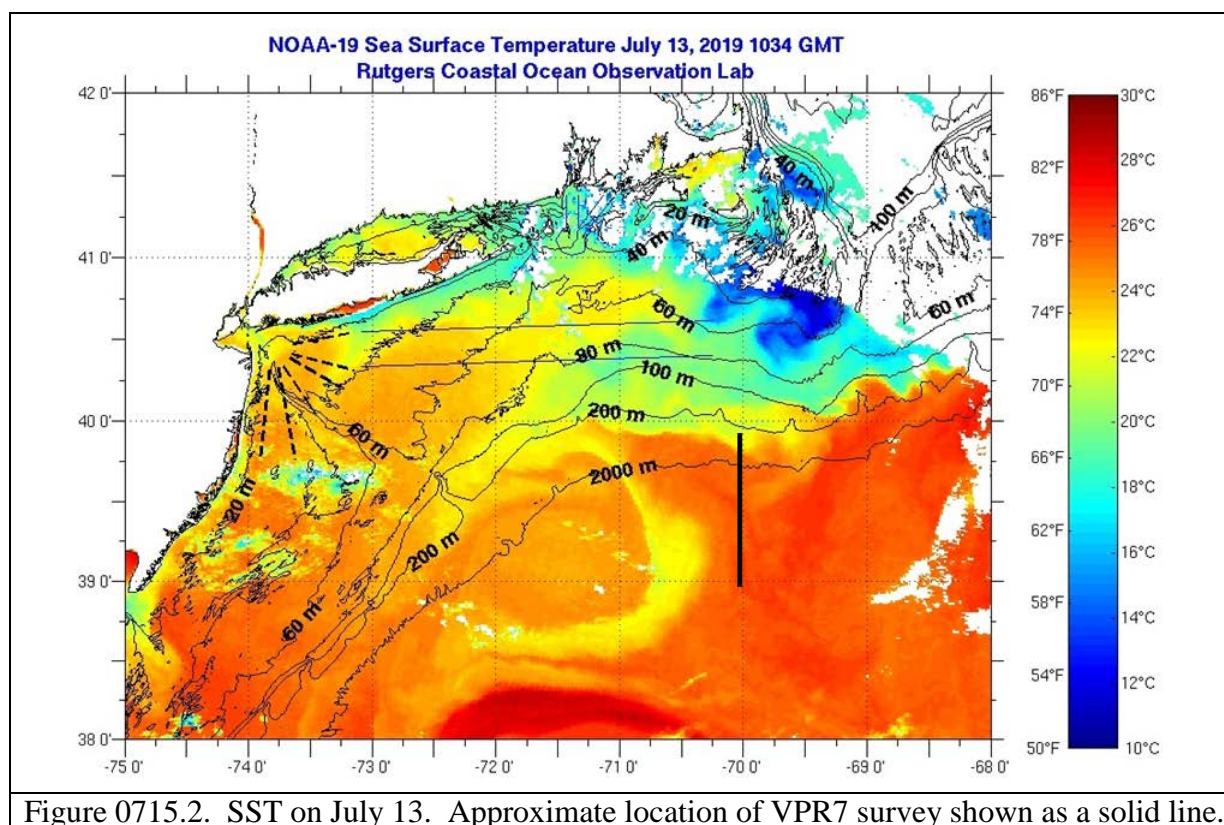 NOAA-19 Sea Surface Temperature July 13, 2019 1034 GMT
Rutgers Coastal Ocean Observation Lab
42 0'
41 0'
40 0'
39 0'
38 0'
-75 0'
-74 0'
-73 0'
-72 0'
-71 0'
-70 0'
-69 0'
-68 0'
40 m
100 m
20 m
40 m
60 m
60 m
80 m
100 m
200 m
60 m
2000 m
20 m
200 m
60 m
86°F 30°C
82°F 28°C
78°F 26°C
74°F 24°C
22°C
70°F
20°C
66°F
18°C
62°F
16°C
58°F 14°C
54°F 12°C
50°F 10°C
Figure 0715.2. SST on July 13. Approximate location of VPR7 survey shown as a solid line.